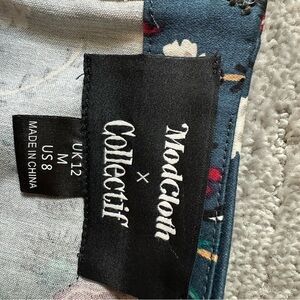 ModCloth
×
Collectif
UK 12
M
US 8
MADE IN CHINA